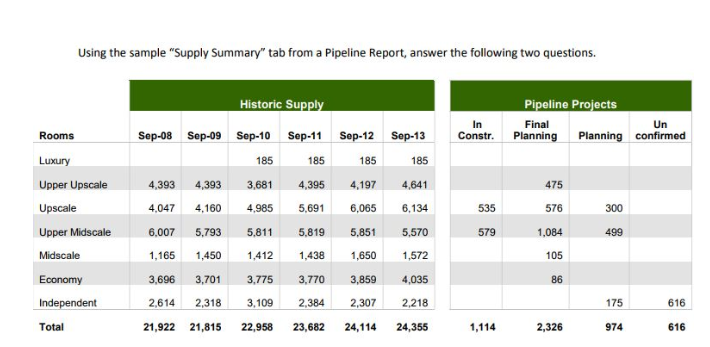 Using the sample “Supply Summary” tab from a Pipeline Report, answer the following two questions.
Historic Supply Pipeline Projects
Rooms Sep-08 Sep-09 Sep-10 Sep-11 Sep-12 Sep-13 In Constr. Final Planning Planning Un confirmed
Luxury 185 185 185 185
Upper Upscale 4,393 4,393 3,681 4,395 4,197 4,641 475
Upscale 4,047 4,160 4,985 5,691 6,065 6,134 535 576 300
Upper Midscale 6,007 5,793 5,811 5,819 5,851 5,570 579 1,084 499
Midscale 1,165 1,450 1,412 1,438 1,650 1,572 105
Economy 3,696 3,701 3,775 3,770 3,859 4,035 86
Independent 2,614 2,318 3,109 2,384 2,307 2,218 175 616
Total 21,922 21,815 22,958 23,682 24,114 24,355 1,114 2,326 974 616